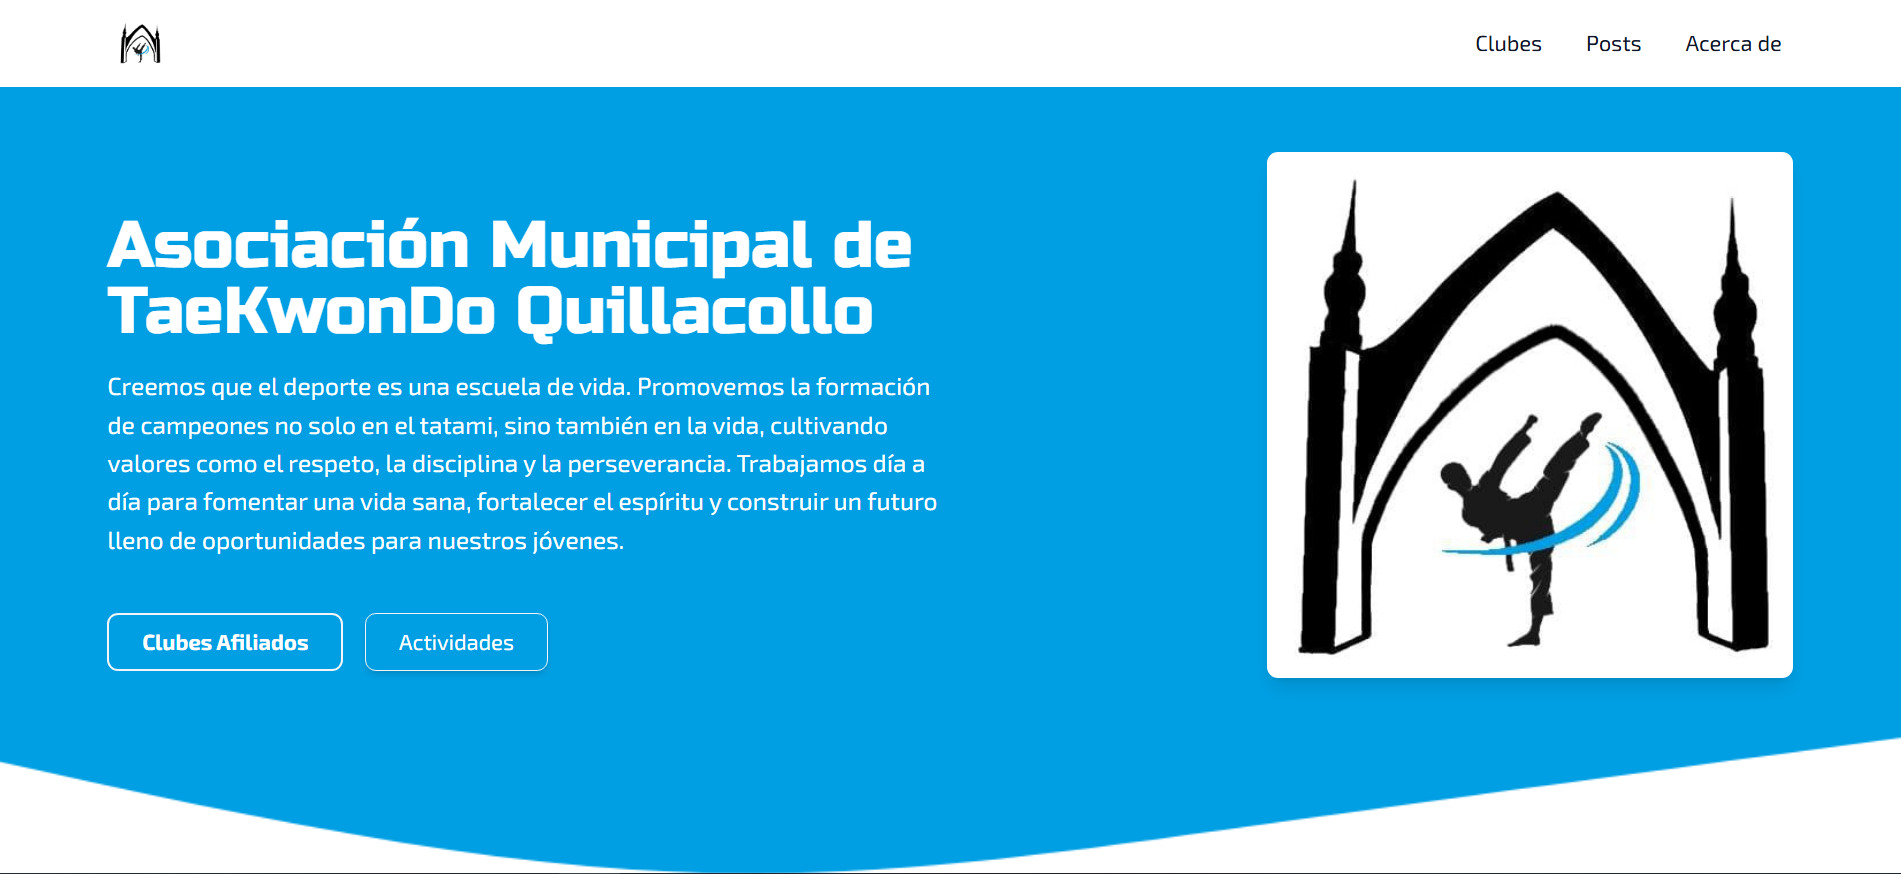 Clubes
Posts
Acerca de
Asociación Municipal de
TaeKwonDo Quillacollo
Creemos que el deporte es una escuela de vida. Promovemos la formación
de campeones no solo en el tatami, sino también en la vida, cultivando
valores como el respeto, la disciplina y la perseverancia. Trabajamos día a
día para fomentar una vida sana, fortalecer el espíritu y construir un futuro
lleno de oportunidades para nuestros jóvenes.
Clubes Afiliados
Actividades